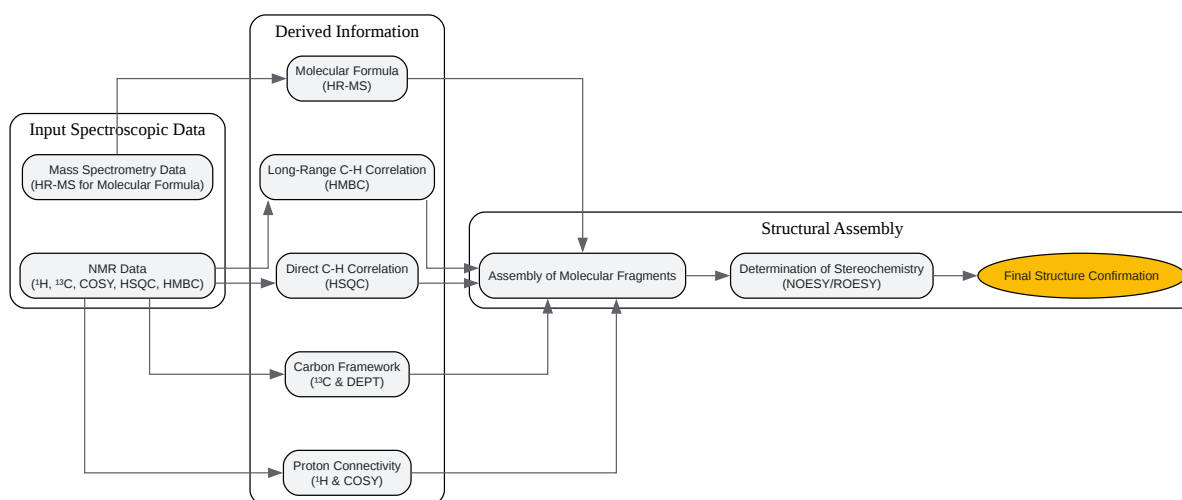 Derived Information
Molecular Formula
(HR-MS)
Input Spectroscopic Data
Mass Spectrometry Data
(HR-MS for Molecular Formula)
Long-Range C-H Correlation
(HMBC)
Structural Assembly
NMR Data
(¹H, ¹³C, COSY, HSQC, HMBC)
Direct C-H Correlation
(HSQC)
Assembly of Molecular Fragments
Determination of Stereochemistry
(NOESY/ROESY)
Final Structure Confirmation
Carbon Framework
(¹³C & DEPT)
Proton Connectivity
(¹H & COSY)